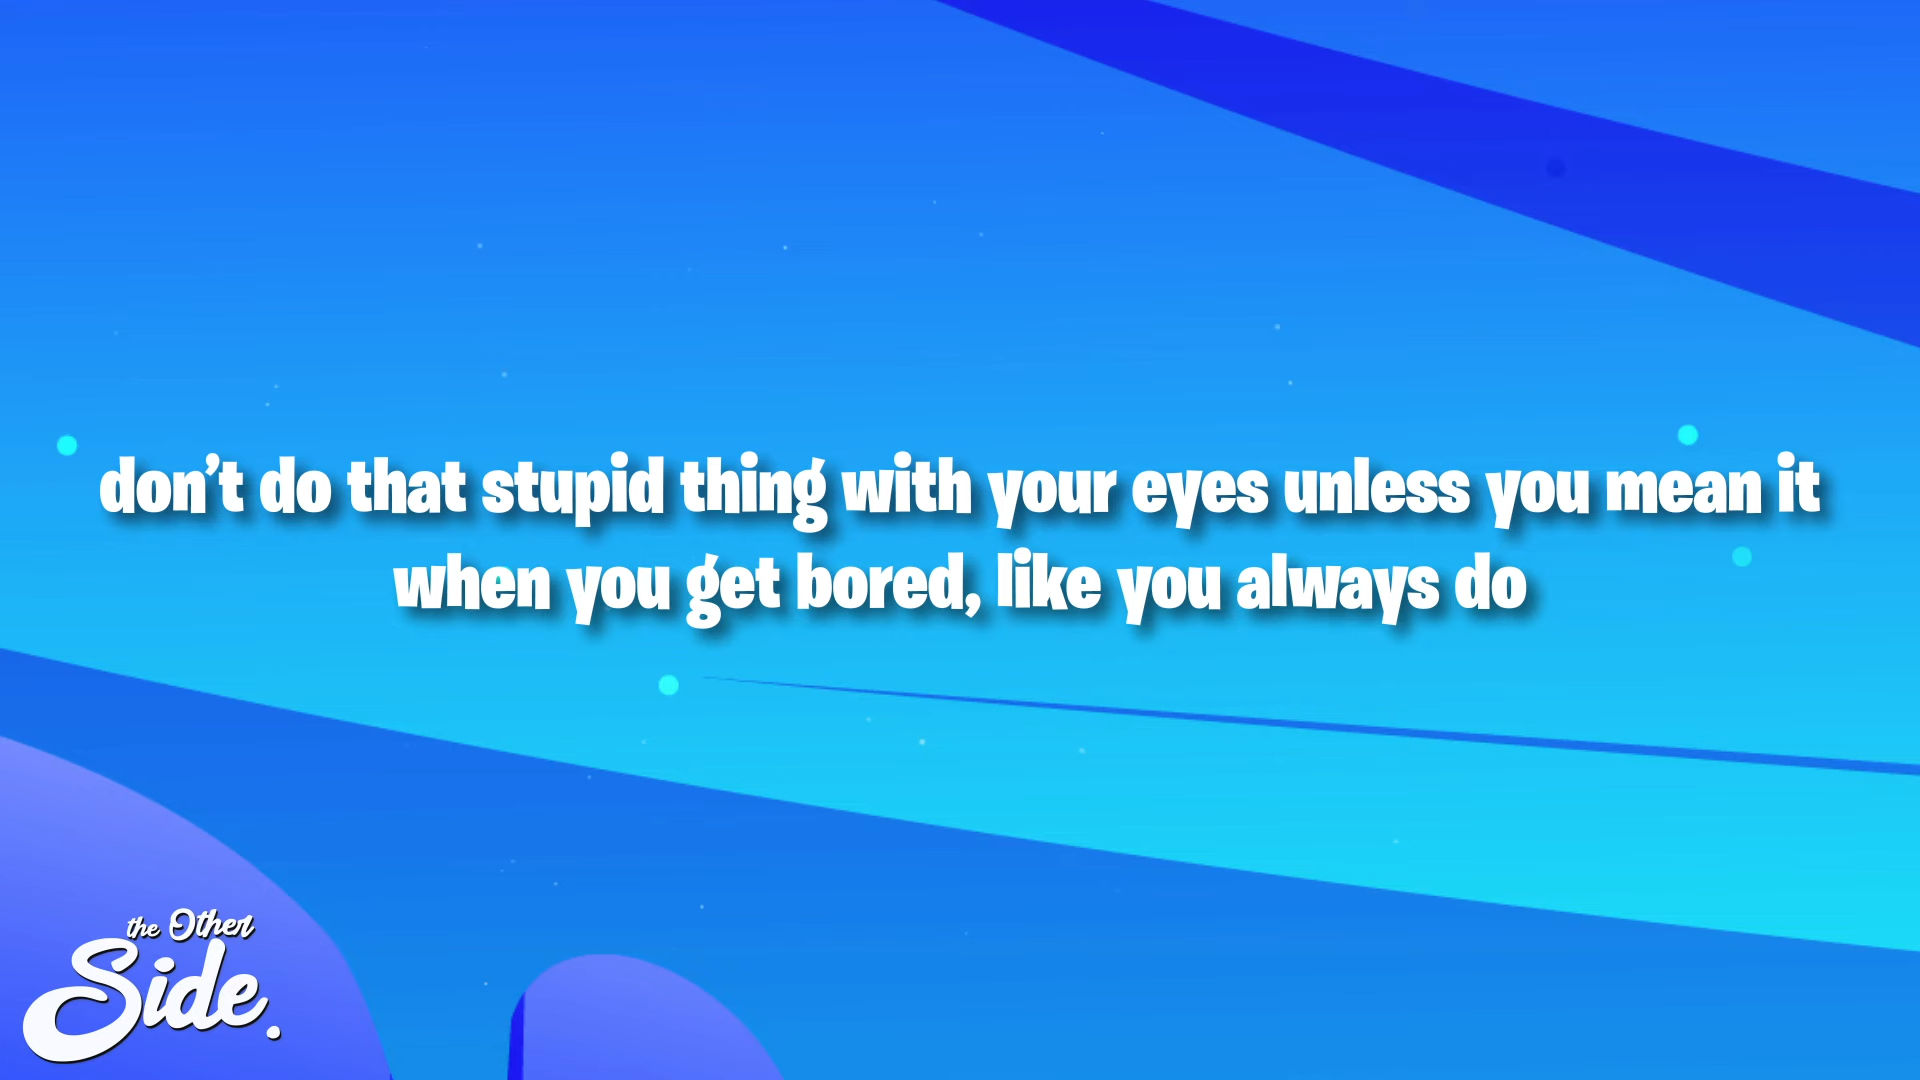 don't do that stupid thing with your eyes unless you mean it
when you get bored, like you always do
the Other
Side.